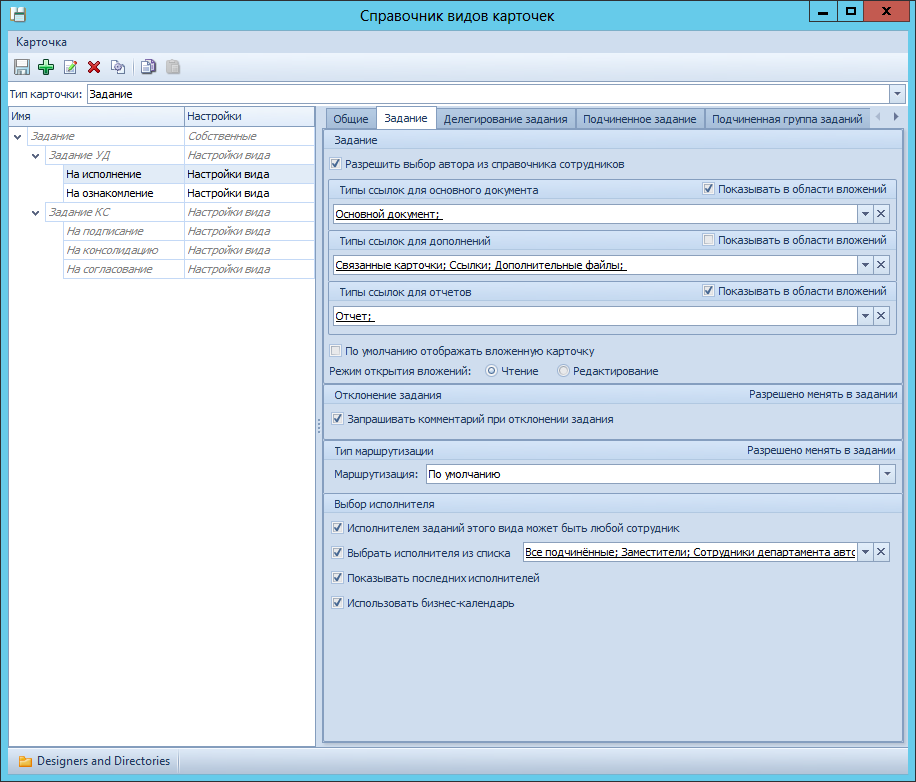 Справочник видов карточек
Карточка
Тип карточки: Задание
Имя Настройки
Задание Собственные
Задание УД Настройки вида
На исполнение Настройки вида
На ознакомление Настройки вида
Задание КС Настройки вида
На подписание Настройки вида
На консолидацию Настройки вида
На согласование Настройки вида
Общие Задание Делегирование задания Подчиненное задание Подчиненная группа заданий
Задание
Разрешить выбор автора из справочника сотрудников
Типы ссылок для основного документа Показывать в области вложений
Основной документ;
Типы ссылок для дополнений Показывать в области вложений
Связанные карточки; Ссылки; Дополнительные файлы;
Типы ссылок для отчетов Показывать в области вложений
Отчет;
По умолчанию отображать вложенную карточку
Режим открытия вложений: Чтение Редактирование
Отклонение задания Разрешено менять в задании
Запрашивать комментарий при отклонении задания
Тип маршрутизации Разрешено менять в задании
Маршрутизация: По умолчанию
Выбор исполнителя
Исполнителем заданий этого вида может быть любой сотрудник
Выбрать исполнителя из списка Все подчинённые; Заместители; Сотрудники департамента авто
Показывать последних исполнителей
Использовать бизнес-календарь
Designers and Directories